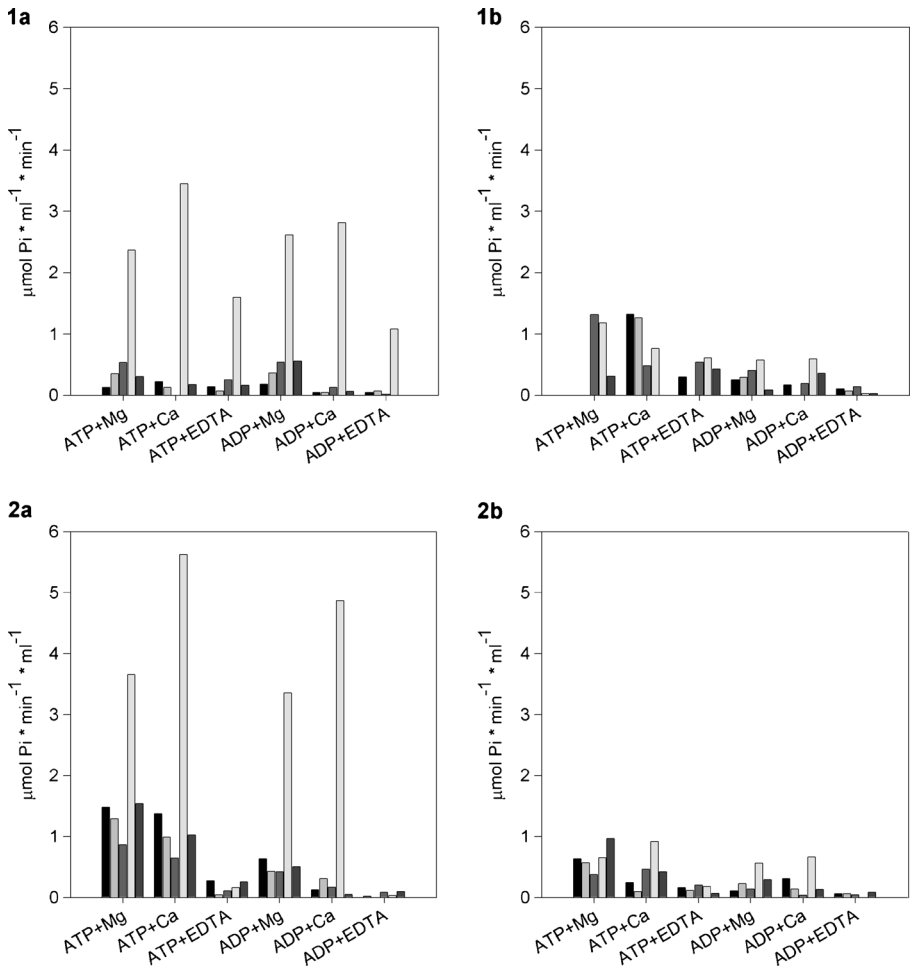 1a
6
5
4
3
2
1
0
μmol Pi * ml⁻¹ * min⁻¹
ATP+Mg
ATP+Ca
ATP+EDTA
ADP+Mg
ADP+Ca
ADP+EDTA
1b
6
5
4
3
2
1
0
μmol Pi * ml⁻¹ * min⁻¹
ATP+Mg
ATP+Ca
ATP+EDTA
ADP+Mg
ADP+Ca
ADP+EDTA
2a
6
5
4
3
2
1
0
μmol Pi * min⁻¹ * ml⁻¹
ATP+Mg
ATP+Ca
ATP+EDTA
ADP+Mg
ADP+Ca
ADP+EDTA
2b
6
5
4
3
2
1
0
μmol Pi * min⁻¹ * ml⁻¹
ATP+Mg
ATP+Ca
ATP+EDTA
ADP+Mg
ADP+Ca
ADP+EDTA